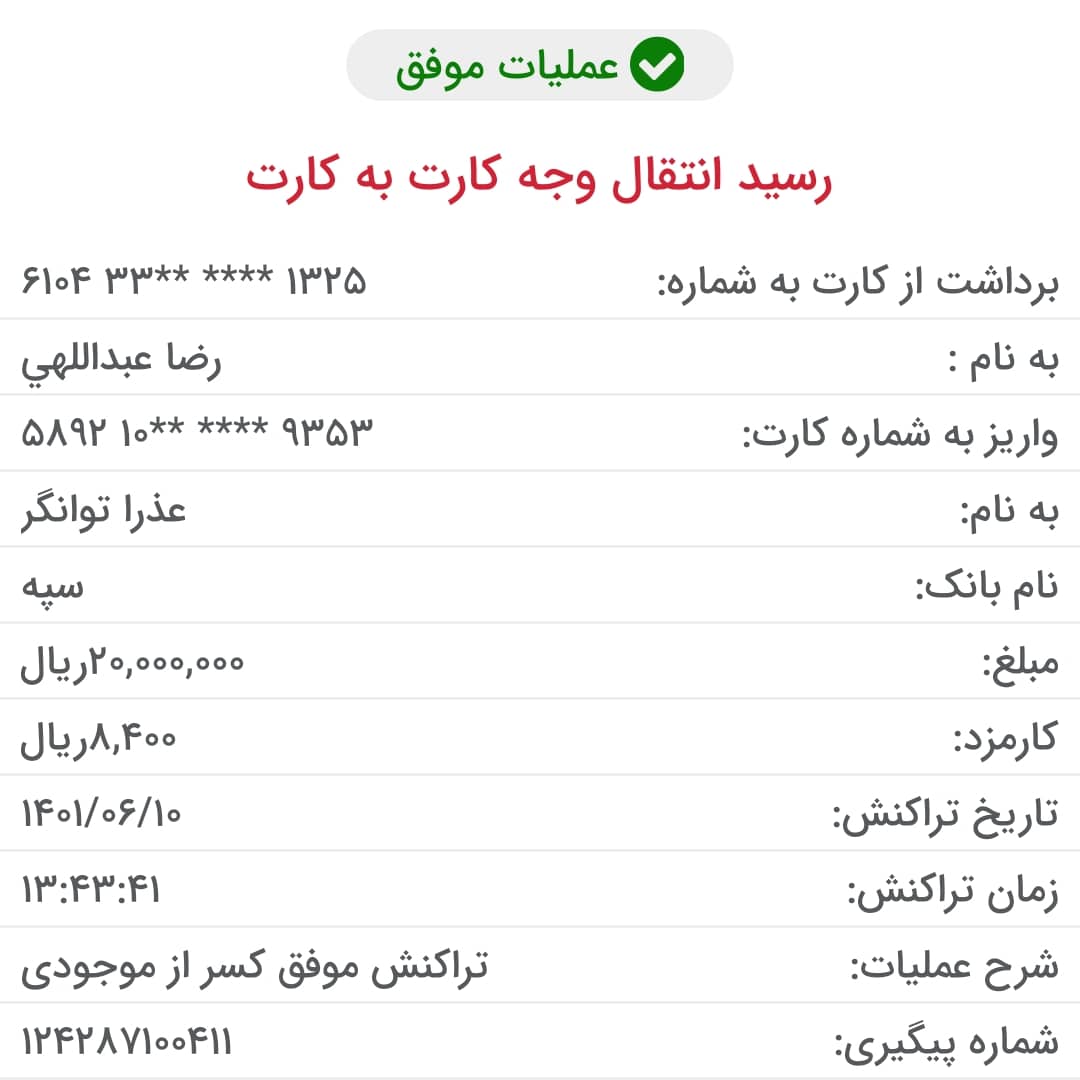 عملیات موفق
رسید انتقال وجه کارت به کارت
برداشت از کارت به شماره: ۶۱۰۴ ۳۳** **** ۱۳۲۵
به نام : رضا عبداللهي
واریز به شماره کارت: ۵۸۹۲ ۱۰** **** ۹۳۵۳
به نام: عذرا توانگر
نام بانک: سپه
مبلغ: ۲۰,۰۰۰,۰۰۰ریال
کارمزد: ۸,۴۰۰ریال
تاریخ تراکنش: ۱۴۰۱/۰۶/۱۰
زمان تراکنش: ۱۳:۴۳:۴۱
شرح عملیات: تراکنش موفق کسر از موجودی
شماره پیگیری: ۱۲۴۲۸۷۱۰۰۴۱۱